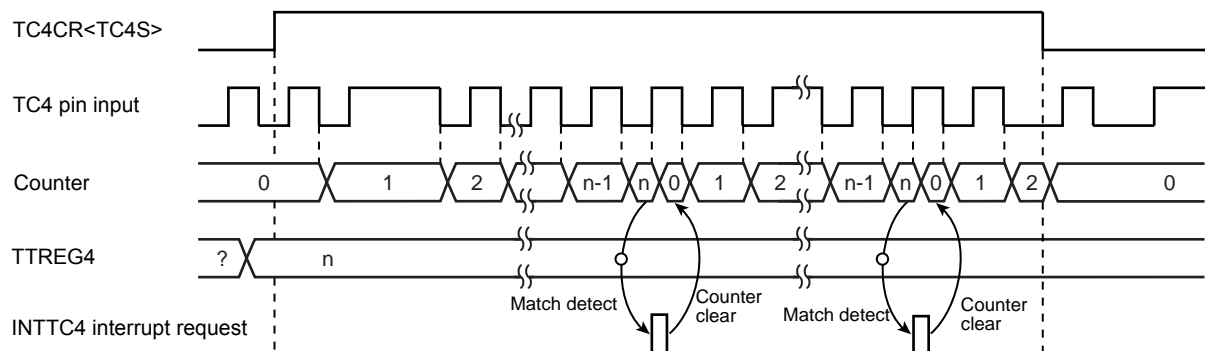 TC4CR<TC4S>
TC4 pin input
Counter
0 1 2 n-1 n 0 1 2 n-1 n 0 1 2 0
TTREG4
? n
Match detect Counter clear Match detect Counter clear
INTTC4 interrupt request